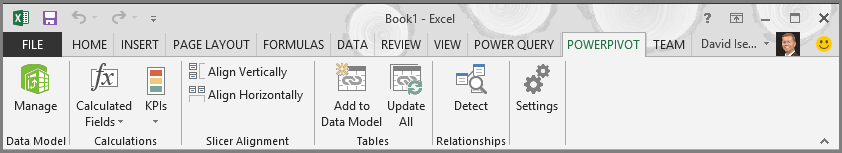 Book1 - Excel
FILE HOME INSERT PAGE LAYOUT FORMULAS DATA REVIEW VIEW POWER QUERY POWERPIVOT TEAM David Ise...
Manage
Data Model
fx
Calculated
Fields
KPIs
Calculations
Align Vertically
Align Horizontally
Slicer Alignment
Add to
Data Model
Update
All
Tables
Detect
Relationships
Settings